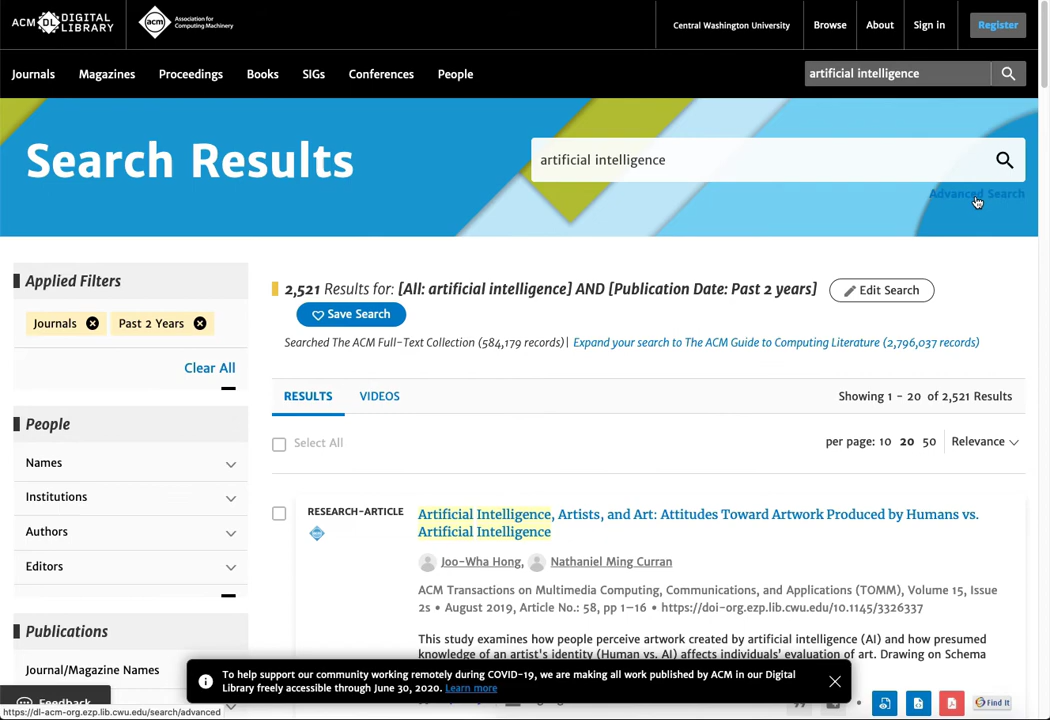 ACM DL DIGITAL LIBRARY
acm Association for Computing Machinery
Central Washington University
Browse
About
Sign in
Register
Journals
Magazines
Proceedings
Books
SIGs
Conferences
People
artificial intelligence
Search Results
artificial intelligence
Advanced Search
Applied Filters
Journals
Past 2 Years
Clear All
People
Names
Institutions
Authors
Editors
Publications
Journal/Magazine Names
Feedback
https://dl-acm-org.ezp.lib.cwu.edu/search/advanced
2,521 Results for: [All: artificial intelligence] AND [Publication Date: Past 2 years]
Edit Search
Save Search
Searched The ACM Full-Text Collection (584,179 records)| Expand your search to The ACM Guide to Computing Literature (2,796,037 records)
RESULTS
VIDEOS
Showing 1 - 20 of 2,521 Results
Select All
per page: 10 20 50
Relevance
RESEARCH-ARTICLE
Artificial Intelligence, Artists, and Art: Attitudes Toward Artwork Produced by Humans vs.
Artificial Intelligence
Joo-Wha Hong, Nathaniel Ming Curran
ACM Transactions on Multimedia Computing, Communications, and Applications (TOMM), Volume 15, Issue
2s • August 2019, Article No.: 58, pp 1–16 • https://doi-org.ezp.lib.cwu.edu/10.1145/3326337
This study examines how people perceive artwork created by artificial intelligence (AI) and how presumed
knowledge of an artist's identity (Human vs. AI) affects individuals' evaluation of art. Drawing on Schema
To help support our community working remotely during COVID-19, we are making all work published by ACM in our Digital
Library freely accessible through June 30, 2020. Learn more
Find It